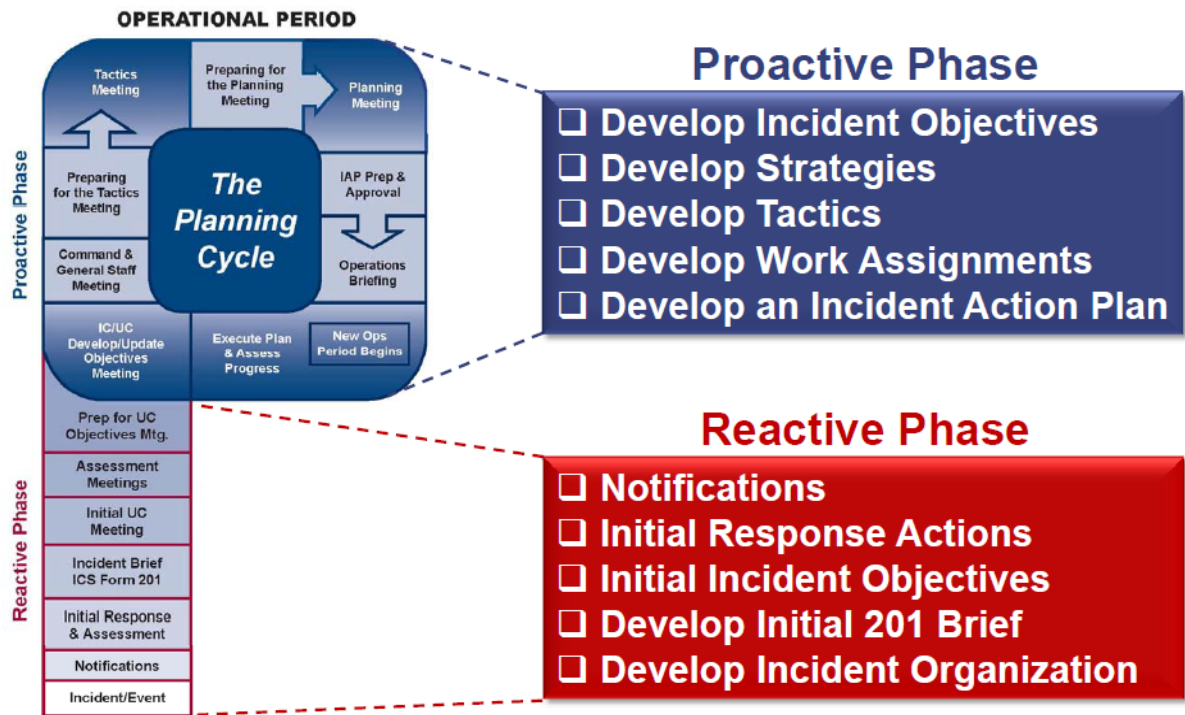 OPERATIONAL PERIOD
Tactics
Meeting
Preparing for
the Planning
Meeting
Planning
Meeting
Proactive Phase
Preparing
for the Tactics
Meeting
The
Planning
Cycle
IAP Prep &
Approval
Command &
General Staff
Meeting
Operations
Briefing
IC/UC
Develop/Update
Objectives
Meeting
Execute Plan
& Assess
Progress
New Ops
Period Begins
Reactive Phase
Prep for UC
Objectives Mtg.
Assessment
Meetings
Initial UC
Meeting
Incident Brief
ICS Form 201
Initial Response
& Assessment
Notifications
Incident/Event
Proactive Phase
❑ Develop Incident Objectives
❑ Develop Strategies
❑ Develop Tactics
❑ Develop Work Assignments
❑ Develop an Incident Action Plan
Reactive Phase
❑ Notifications
❑ Initial Response Actions
❑ Initial Incident Objectives
❑ Develop Initial 201 Brief
❑ Develop Incident Organization